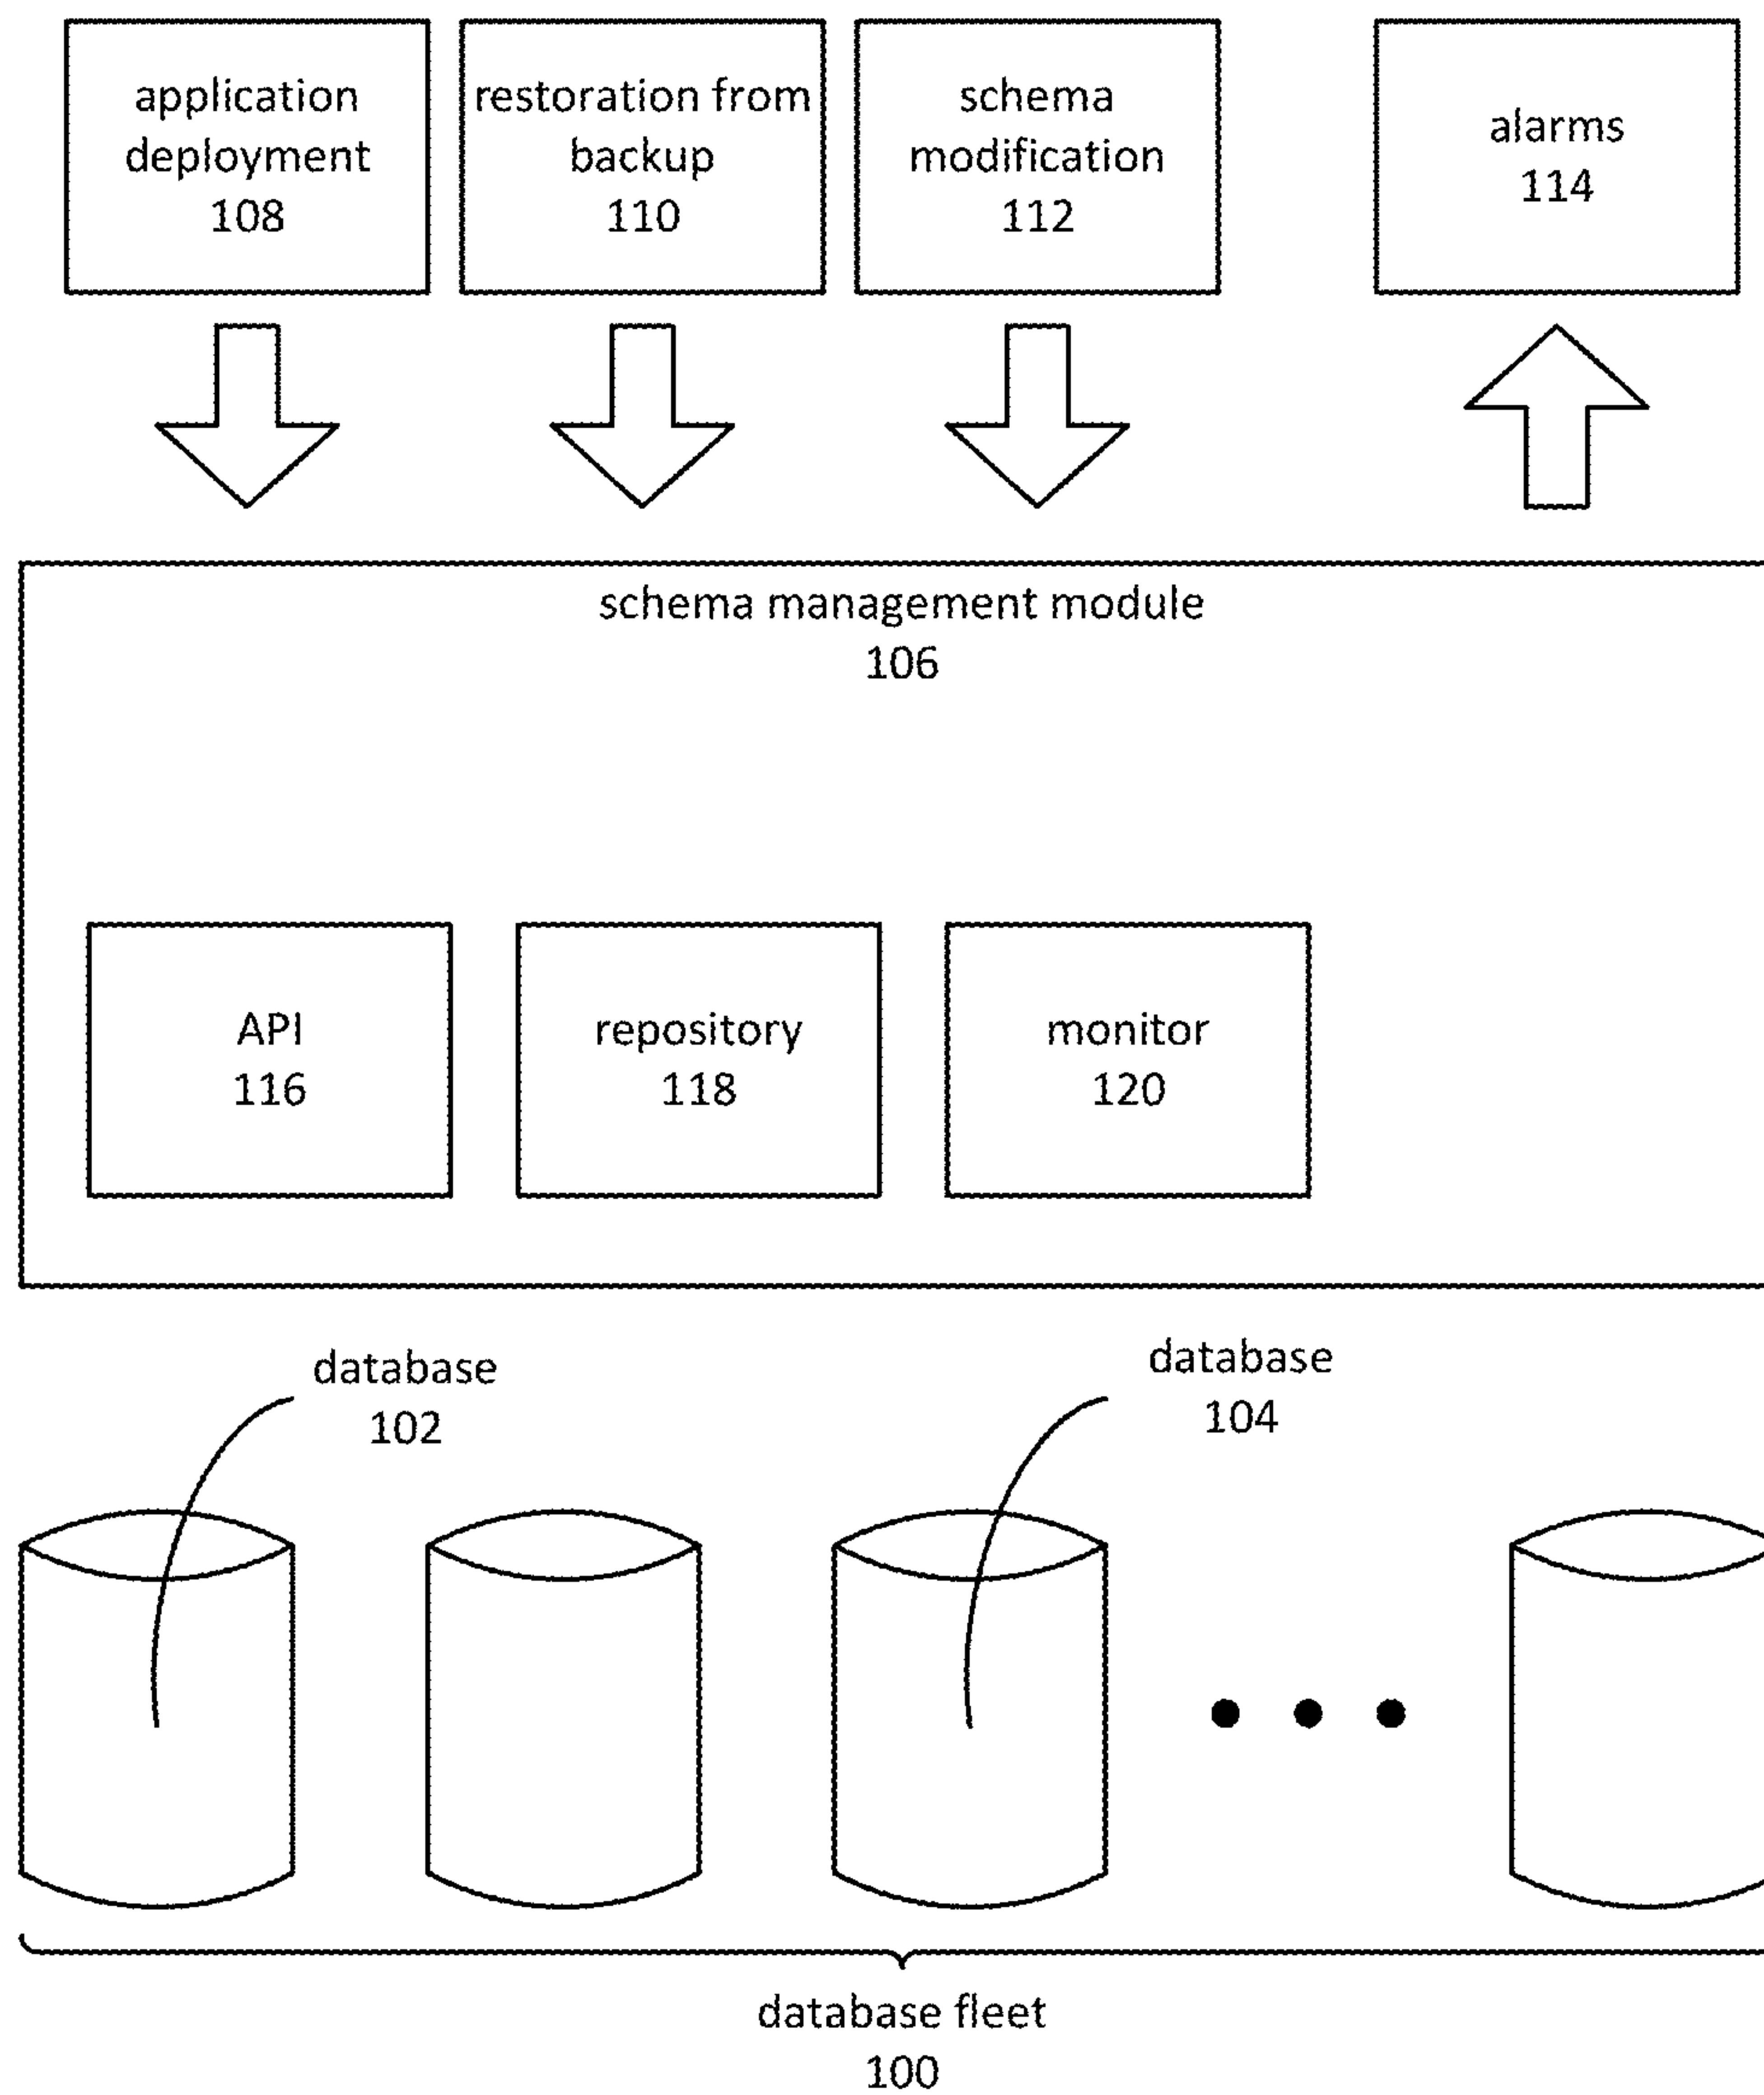 application
deployment
108
restoration from
backup
110
schema
modification
112
alarms
114
schema management module
106
API
116
repository
118
monitor
120
database
102
database
104
database fleet
100